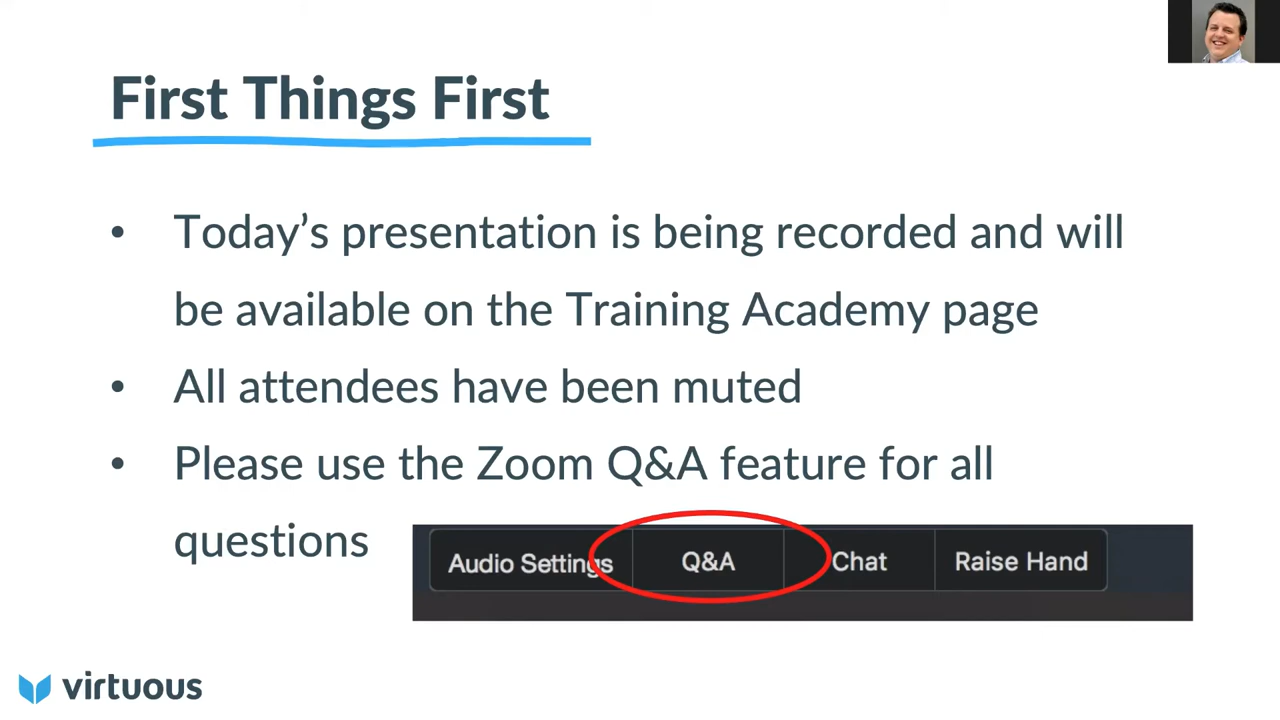 First Things First
• Today’s presentation is being recorded and will
be available on the Training Academy page
• All attendees have been muted
• Please use the Zoom Q&A feature for all
questions
Audio Settings Q&A Chat Raise Hand
virtuous